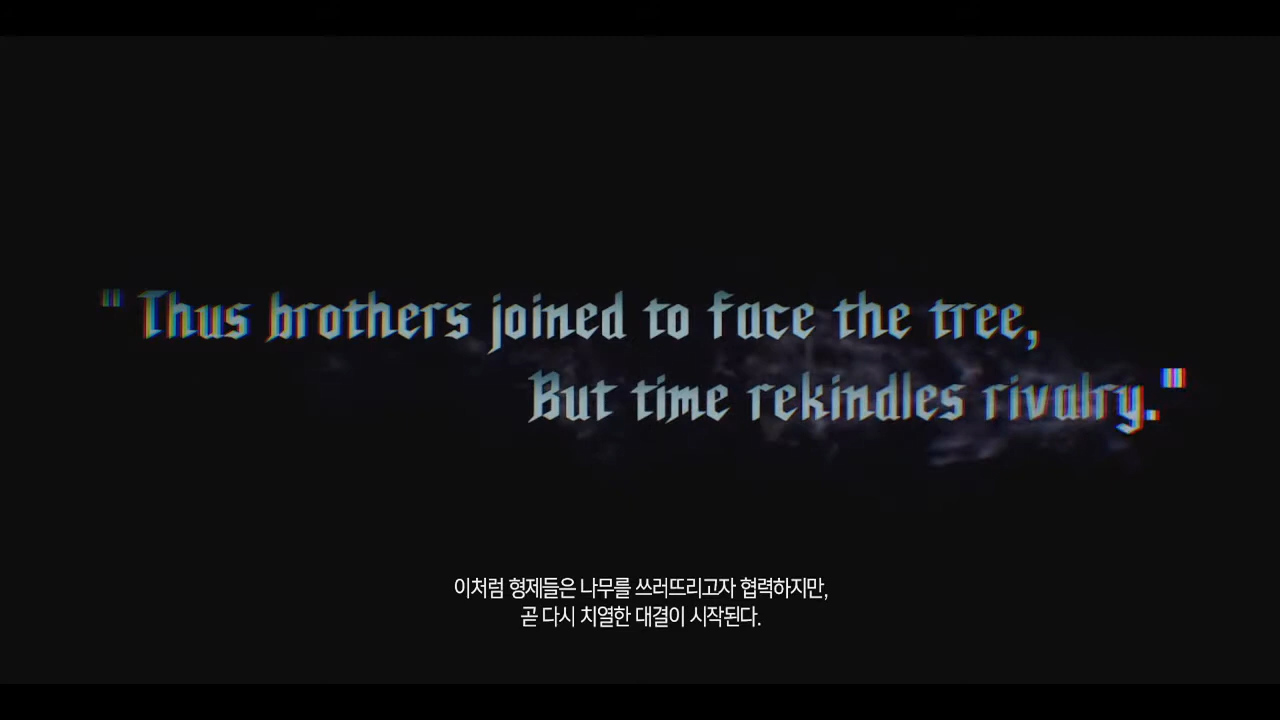 " Thus brothers joined to face the tree,
But time rekindles rivalry."
이처럼 형제들은 나무를 쓰러뜨리고자 협력하지만,
곧 다시 치열한 대결이 시작된다.